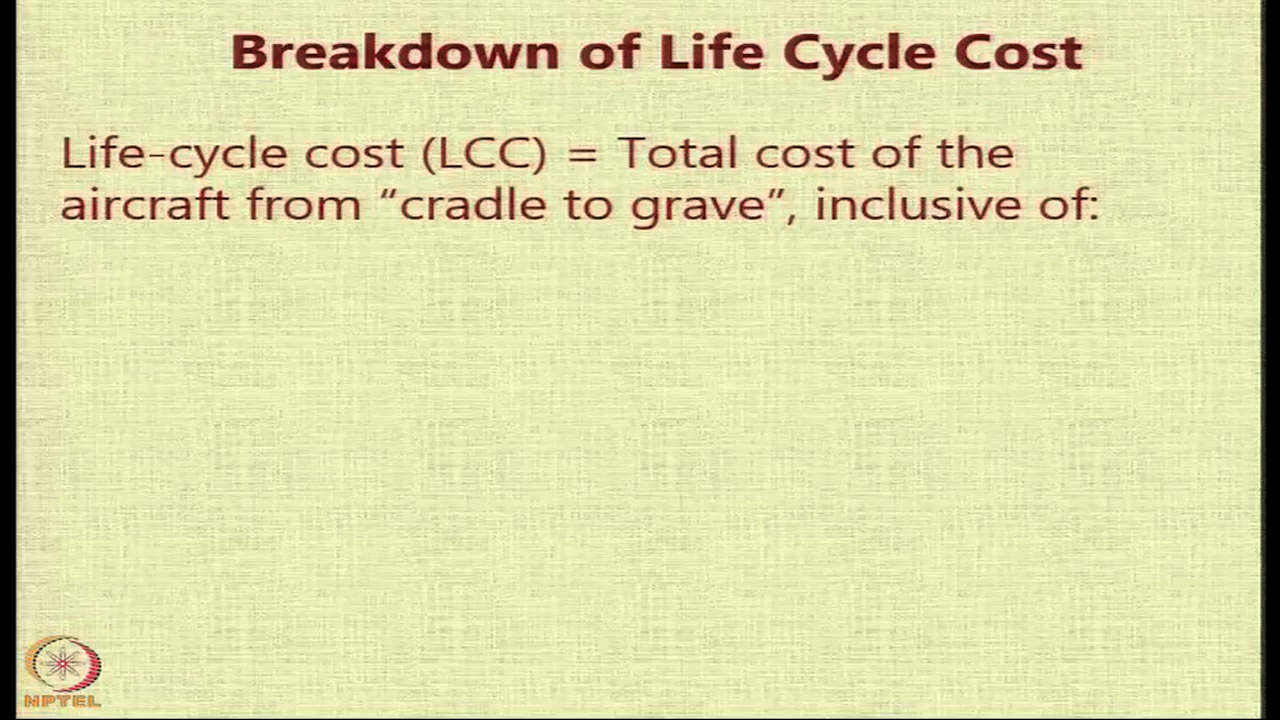 Breakdown of Life Cycle Cost
Life-cycle cost (LCC) = Total cost of the
aircraft from “cradle to grave”, inclusive of:
NPTEL